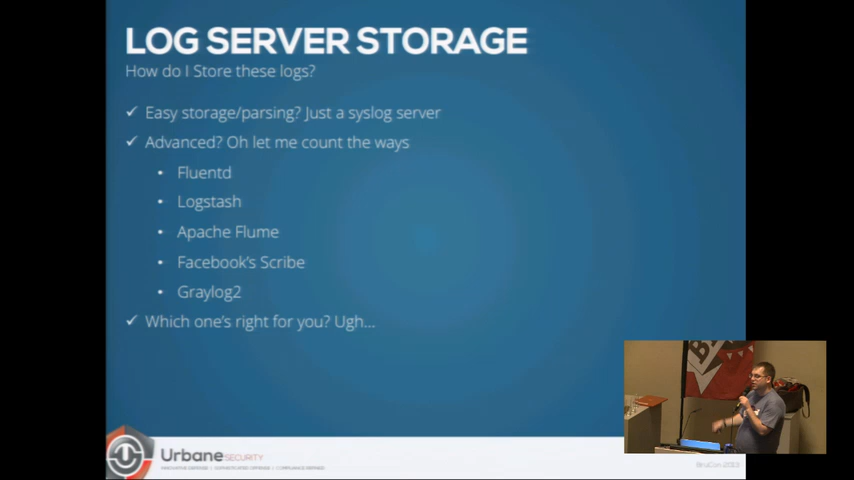 LOG SERVER STORAGE
How do I Store these logs?
✓ Easy storage/parsing? Just a syslog server
✓ Advanced? Oh let me count the ways
• Fluentd
• Logstash
• Apache Flume
• Facebook's Scribe
• Graylog2
✓ Which one's right for you? Ugh...
Urbane SECURITY